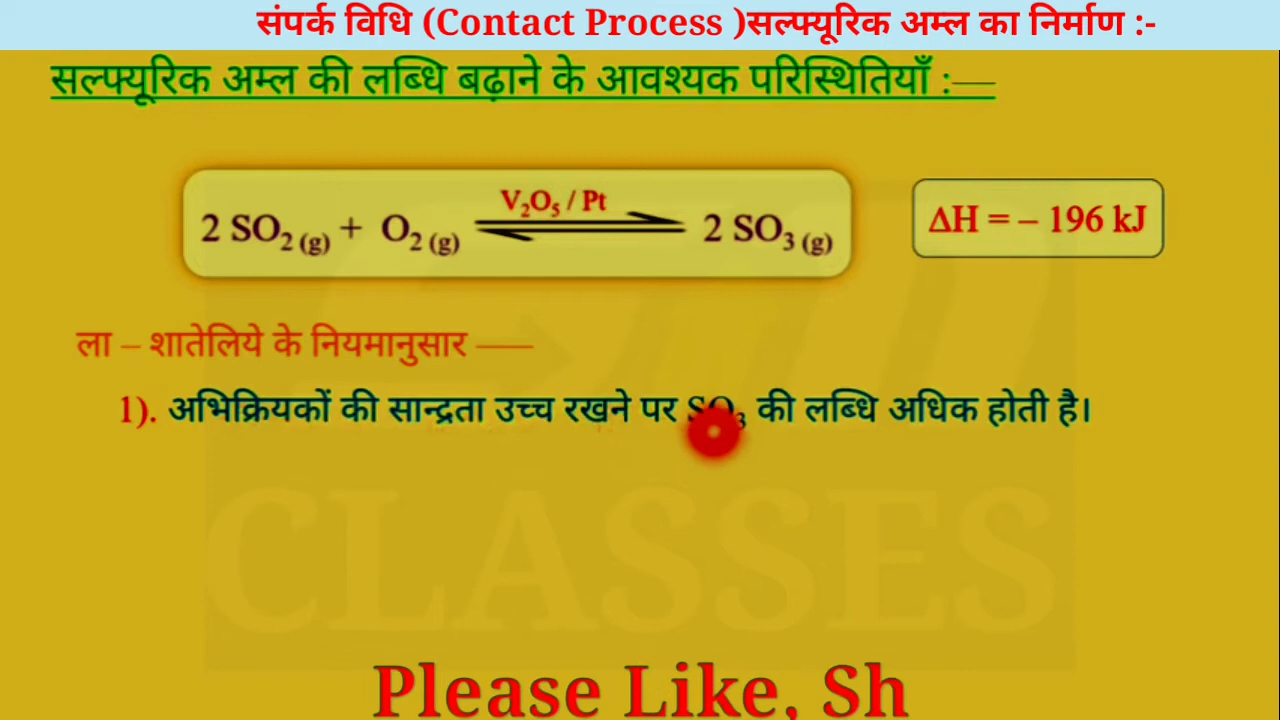 संपर्क विधि (Contact Process )सल्फ्यूरिक अम्ल का निर्माण :-
सल्फ्यूरिक अम्ल की लब्धि बढ़ाने के आवश्यक परिस्थितियाँ :—
V₂O₅ / Pt
2 SO₂ (g) + O₂ (g) ⇌ 2 SO₃ (g)
ΔH = – 196 kJ
ला – शातेलिये के नियमानुसार ——
1). अभिक्रियकों की सान्द्रता उच्च रखने पर SO₃ की लब्धि अधिक होती है।
CLASSES
Please Like, Sh